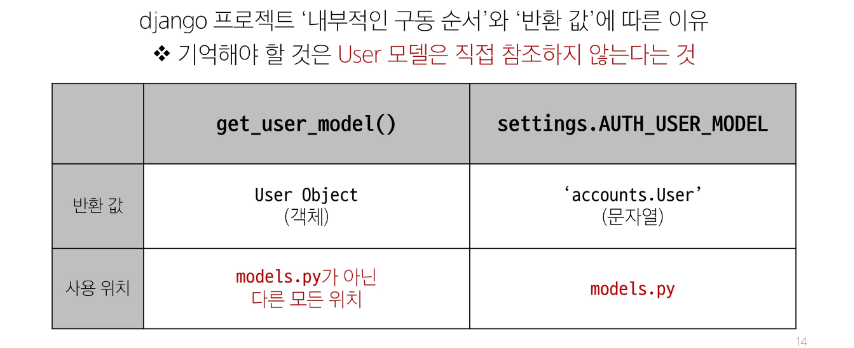 django 프로젝트 ‘내부적인 구동 순서’와 ‘반환 값’에 따른 이유
❖ 기억해야 할 것은 User 모델은 직접 참조하지 않는다는 것
get_user_model()
settings.AUTH_USER_MODEL
반환 값
User Object
(객체)
‘accounts.User’
(문자열)
사용 위치
models.py가 아닌
다른 모든 위치
models.py
14